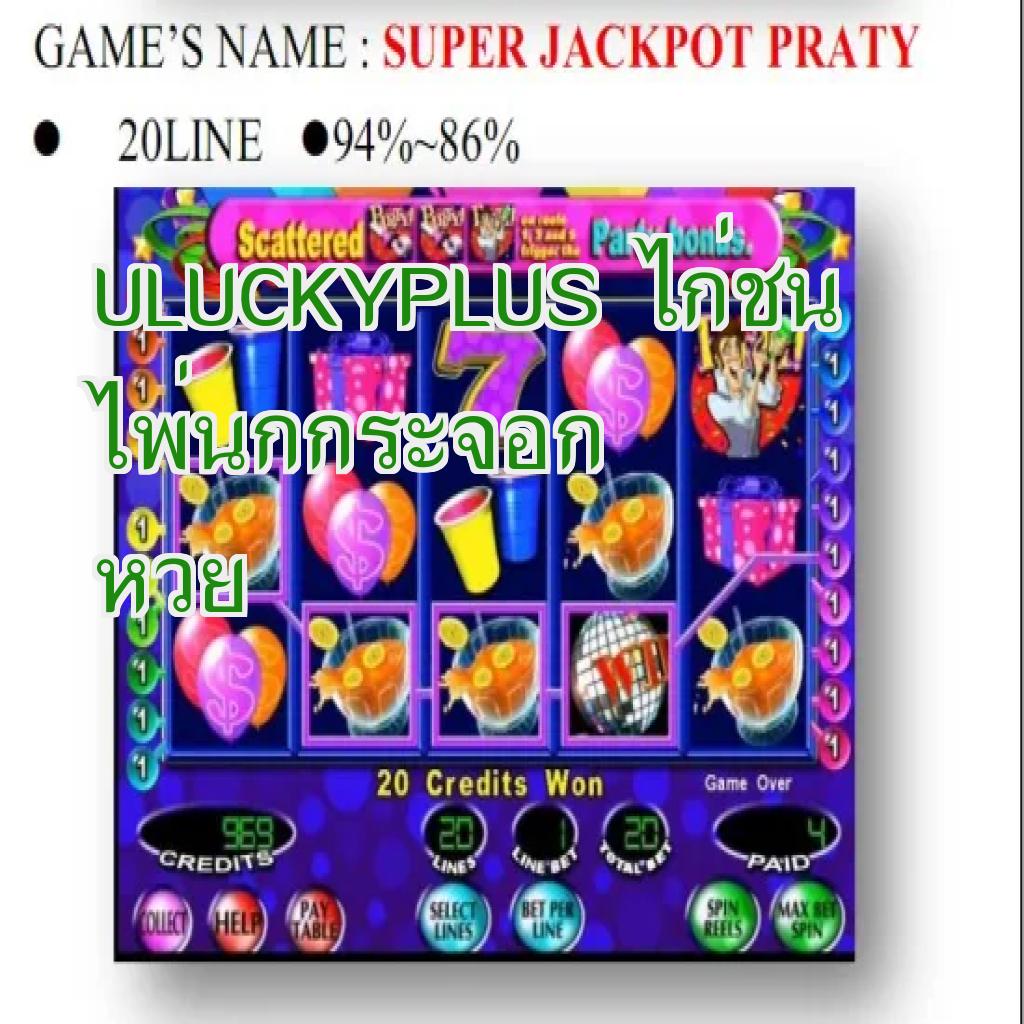 GAME'S NAME : SUPER JACKPOT PRATY
● 20LINE ●94%~86%
Scattered
Party bonus.
ULUCKYPLUS ไก่ชน
ไพ่นกกระจอก
หวย
20 Credits Won
Game Over
969 20 1 20 4
CREDITS LINES LINE BET TOTAL BET PAID
COLLECT HELP PAY TABLE SELECT LINES BET PER LINE SPIN REELS MAX BET SPIN